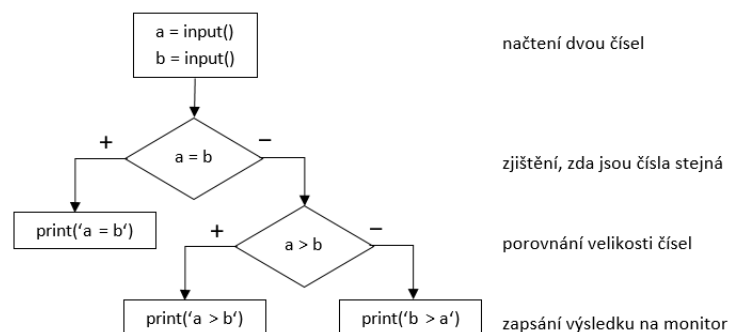 a = input()
b = input()
načtení dvou čísel
+
−
a = b
zjištění, zda jsou čísla stejná
print(‘a = b‘)
+
−
a > b
porovnání velikosti čísel
print(‘a > b‘)
print(‘b > a‘)
zapsání výsledku na monitor